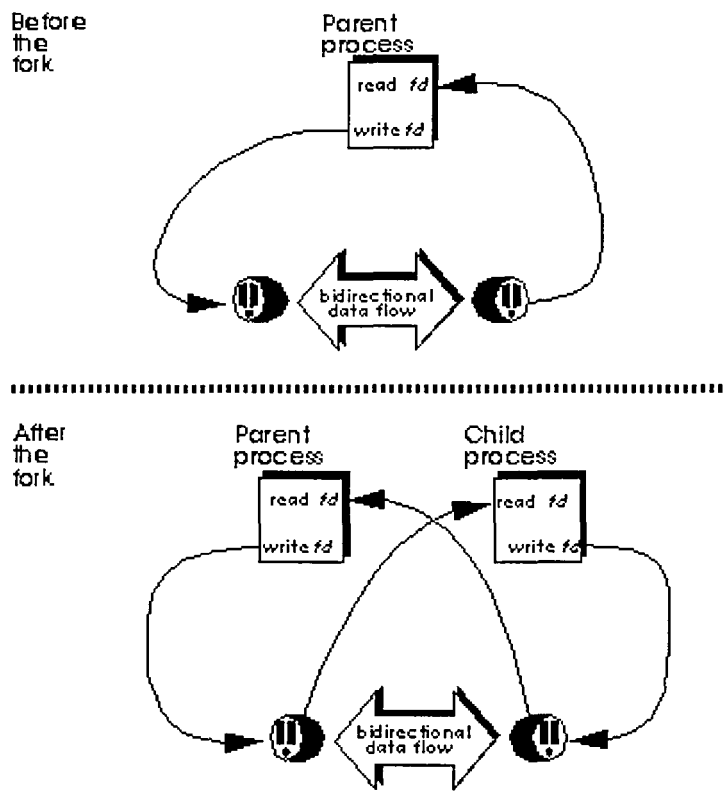 Before
the
fork
Parent
process
read fd
write fd
bidirectional
data flow
After
the
fork
Parent
process
Child
process
read fd
write fd
read fd
write fd
bidirectional
data flow